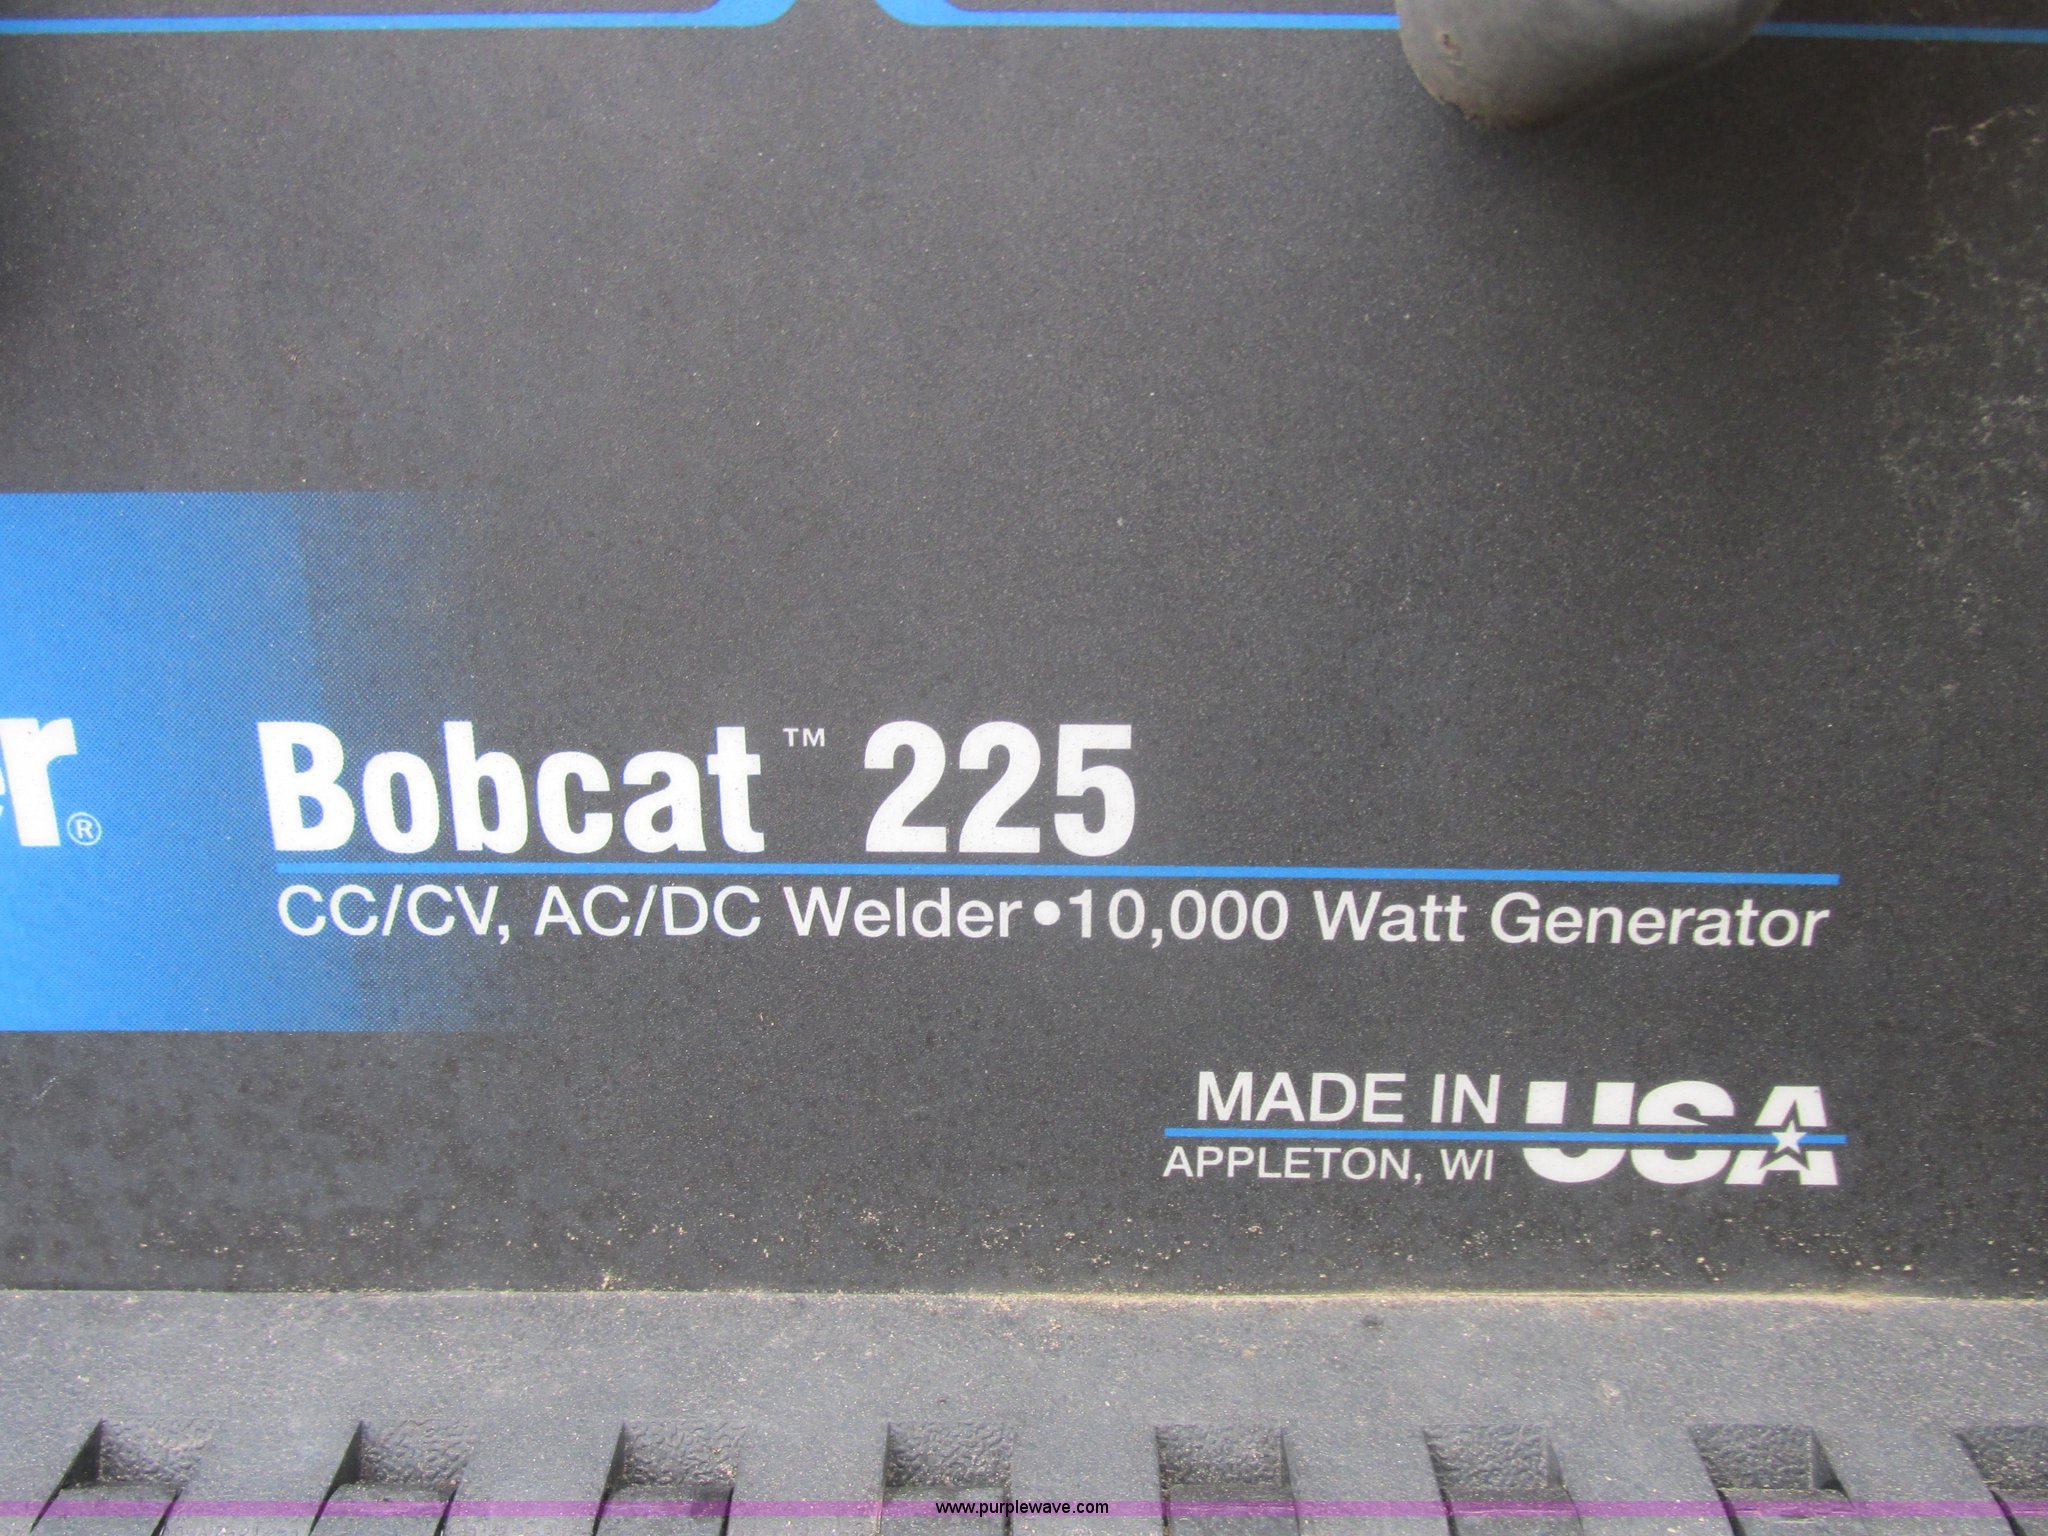 er® Bobcat™ 225
CC/CV, AC/DC Welder•10,000 Watt Generator
MADE IN USA
APPLETON, WI
www.purplewave.com